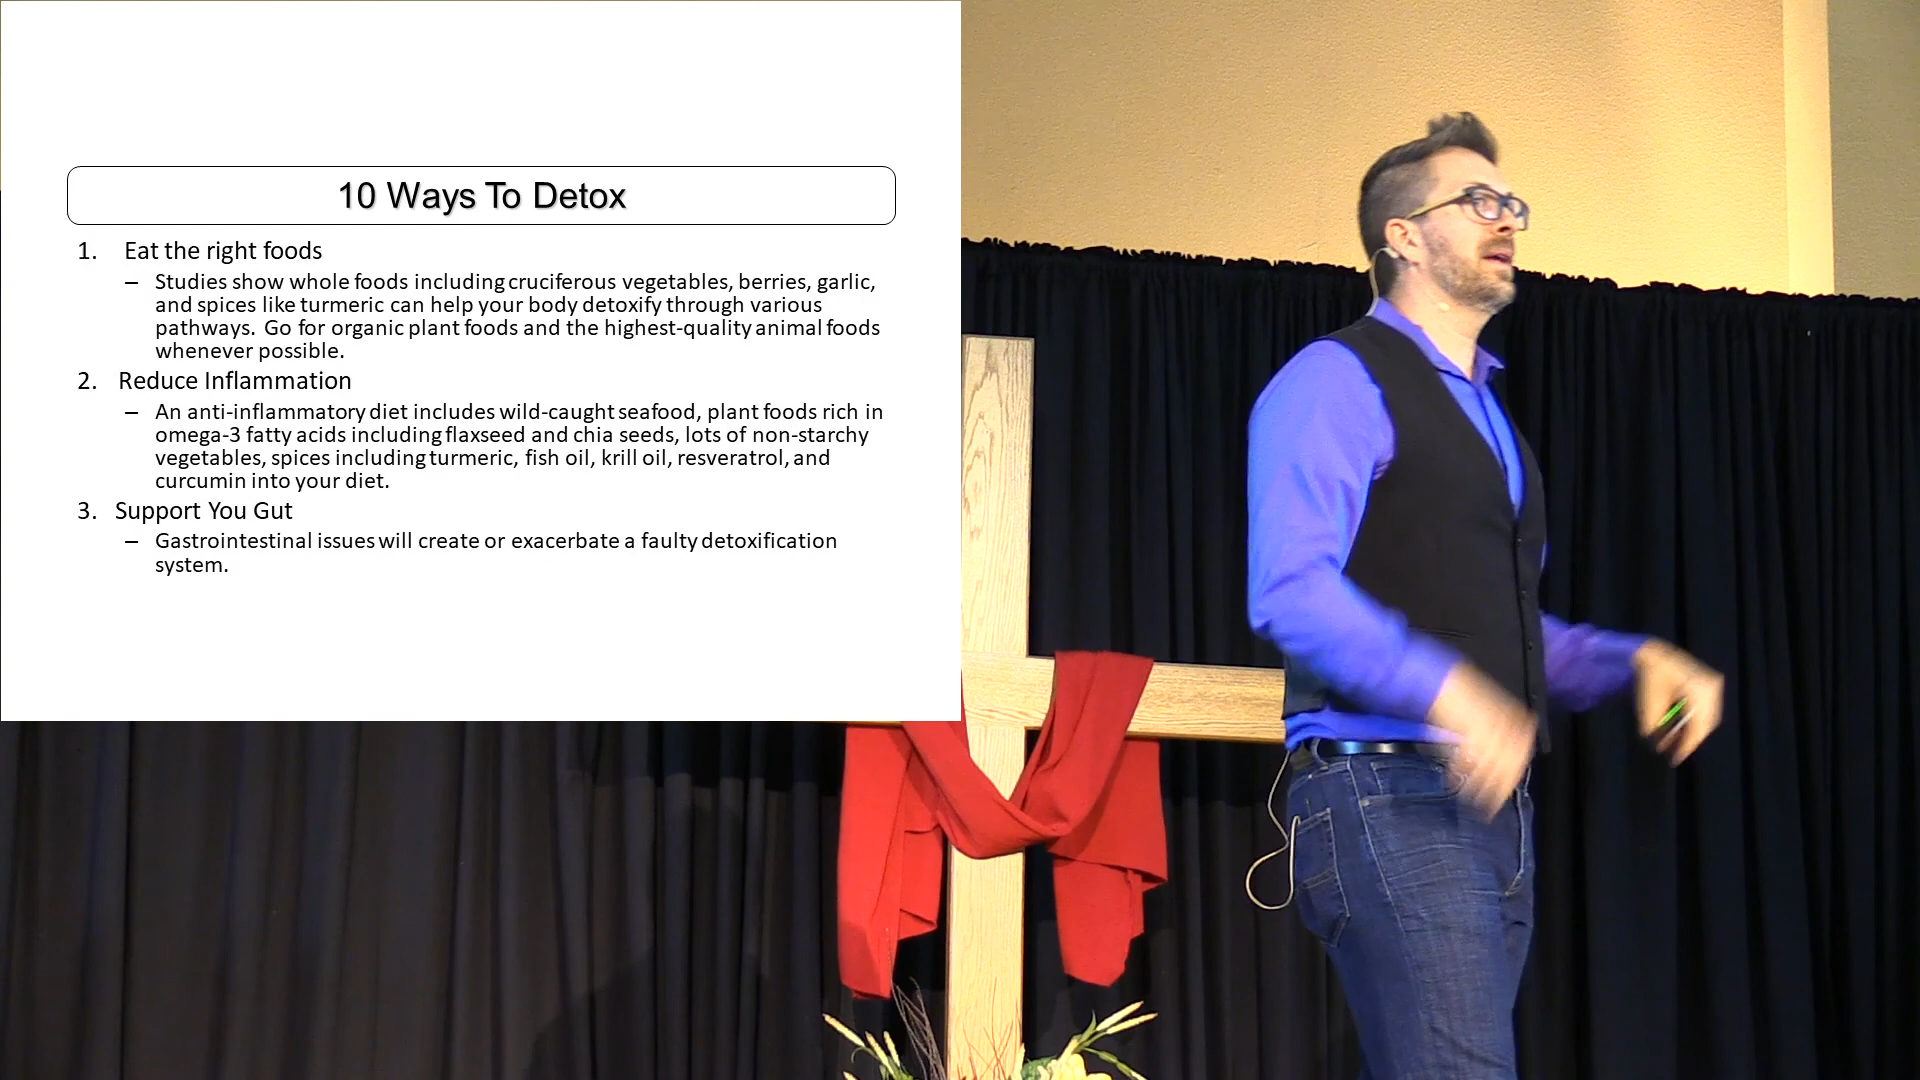 10 Ways To Detox
1. Eat the right foods
– Studies show whole foods including cruciferous vegetables, berries, garlic,
and spices like turmeric can help your body detoxify through various
pathways. Go for organic plant foods and the highest-quality animal foods
whenever possible.
2. Reduce Inflammation
– An anti-inflammatory diet includes wild-caught seafood, plant foods rich in
omega-3 fatty acids including flaxseed and chia seeds, lots of non-starchy
vegetables, spices including turmeric, fish oil, krill oil, resveratrol, and
curcumin into your diet.
3. Support You Gut
– Gastrointestinal issues will create or exacerbate a faulty detoxification
system.